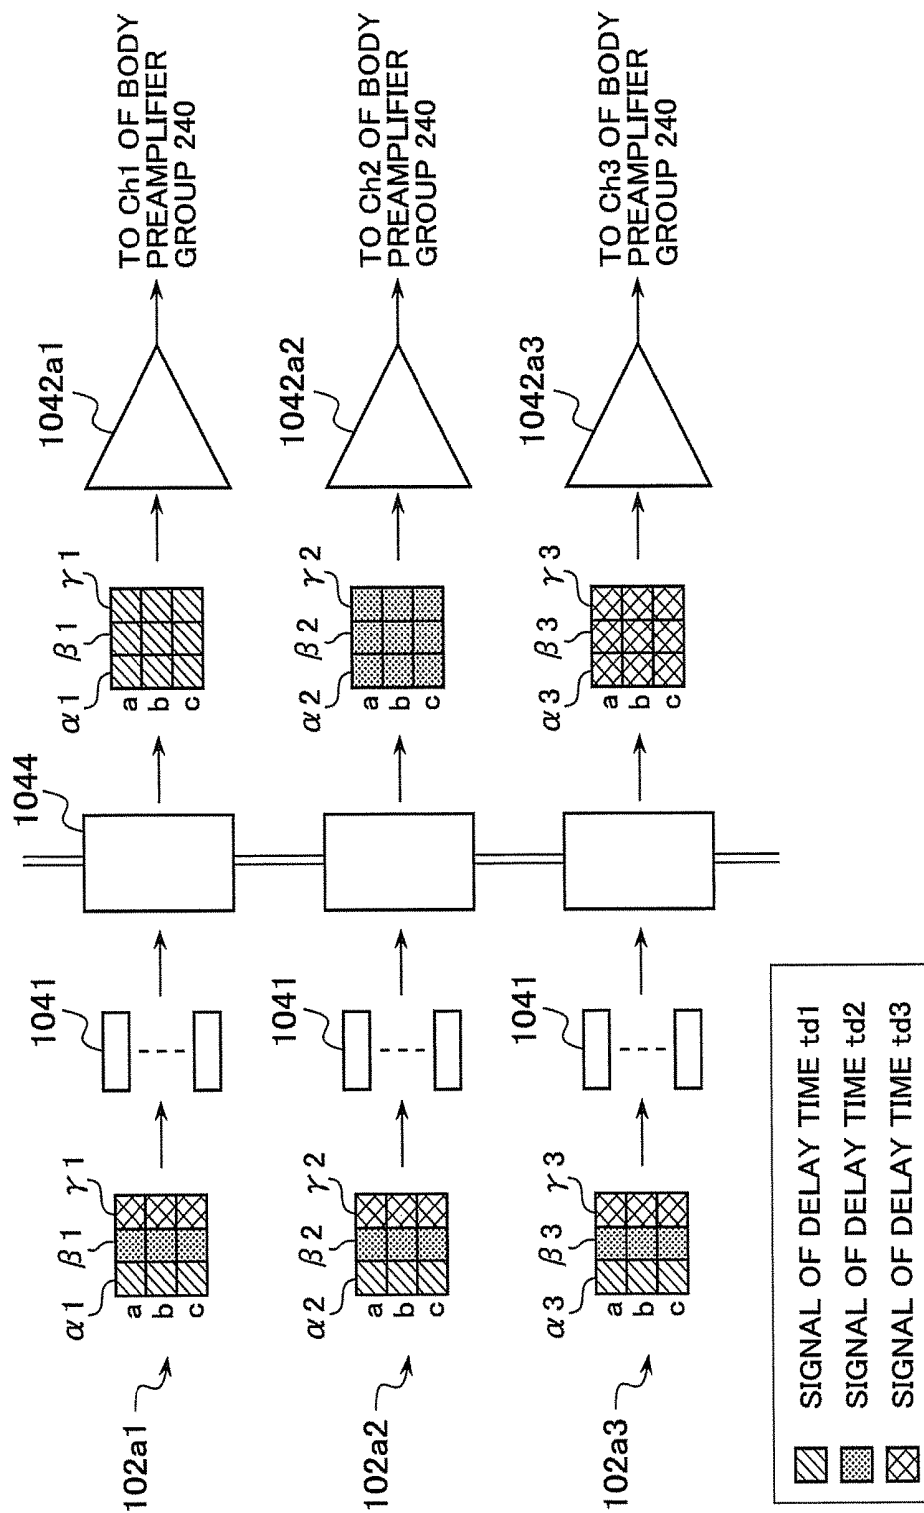 102a1
α1 β1 γ1
a
b
c
1041
1044
α1 β1 γ1
a
b
c
1042a1
TO Ch1 OF BODY
PREAMPLIFIER
GROUP 240
102a2
α2 β2 γ2
a
b
c
1041
α2 β2 γ2
a
b
c
1042a2
TO Ch2 OF BODY
PREAMPLIFIER
GROUP 240
102a3
α3 β3 γ3
a
b
c
1041
α3 β3 γ3
a
b
c
1042a3
TO Ch3 OF BODY
PREAMPLIFIER
GROUP 240
SIGNAL OF DELAY TIME td1
SIGNAL OF DELAY TIME td2
SIGNAL OF DELAY TIME td3